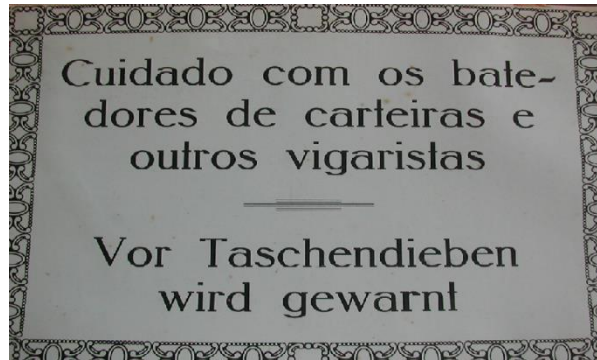 Cuidado com os bate-
dores de carteiras e
outros vigaristas
Vor Taschendieben
wird gewarnt